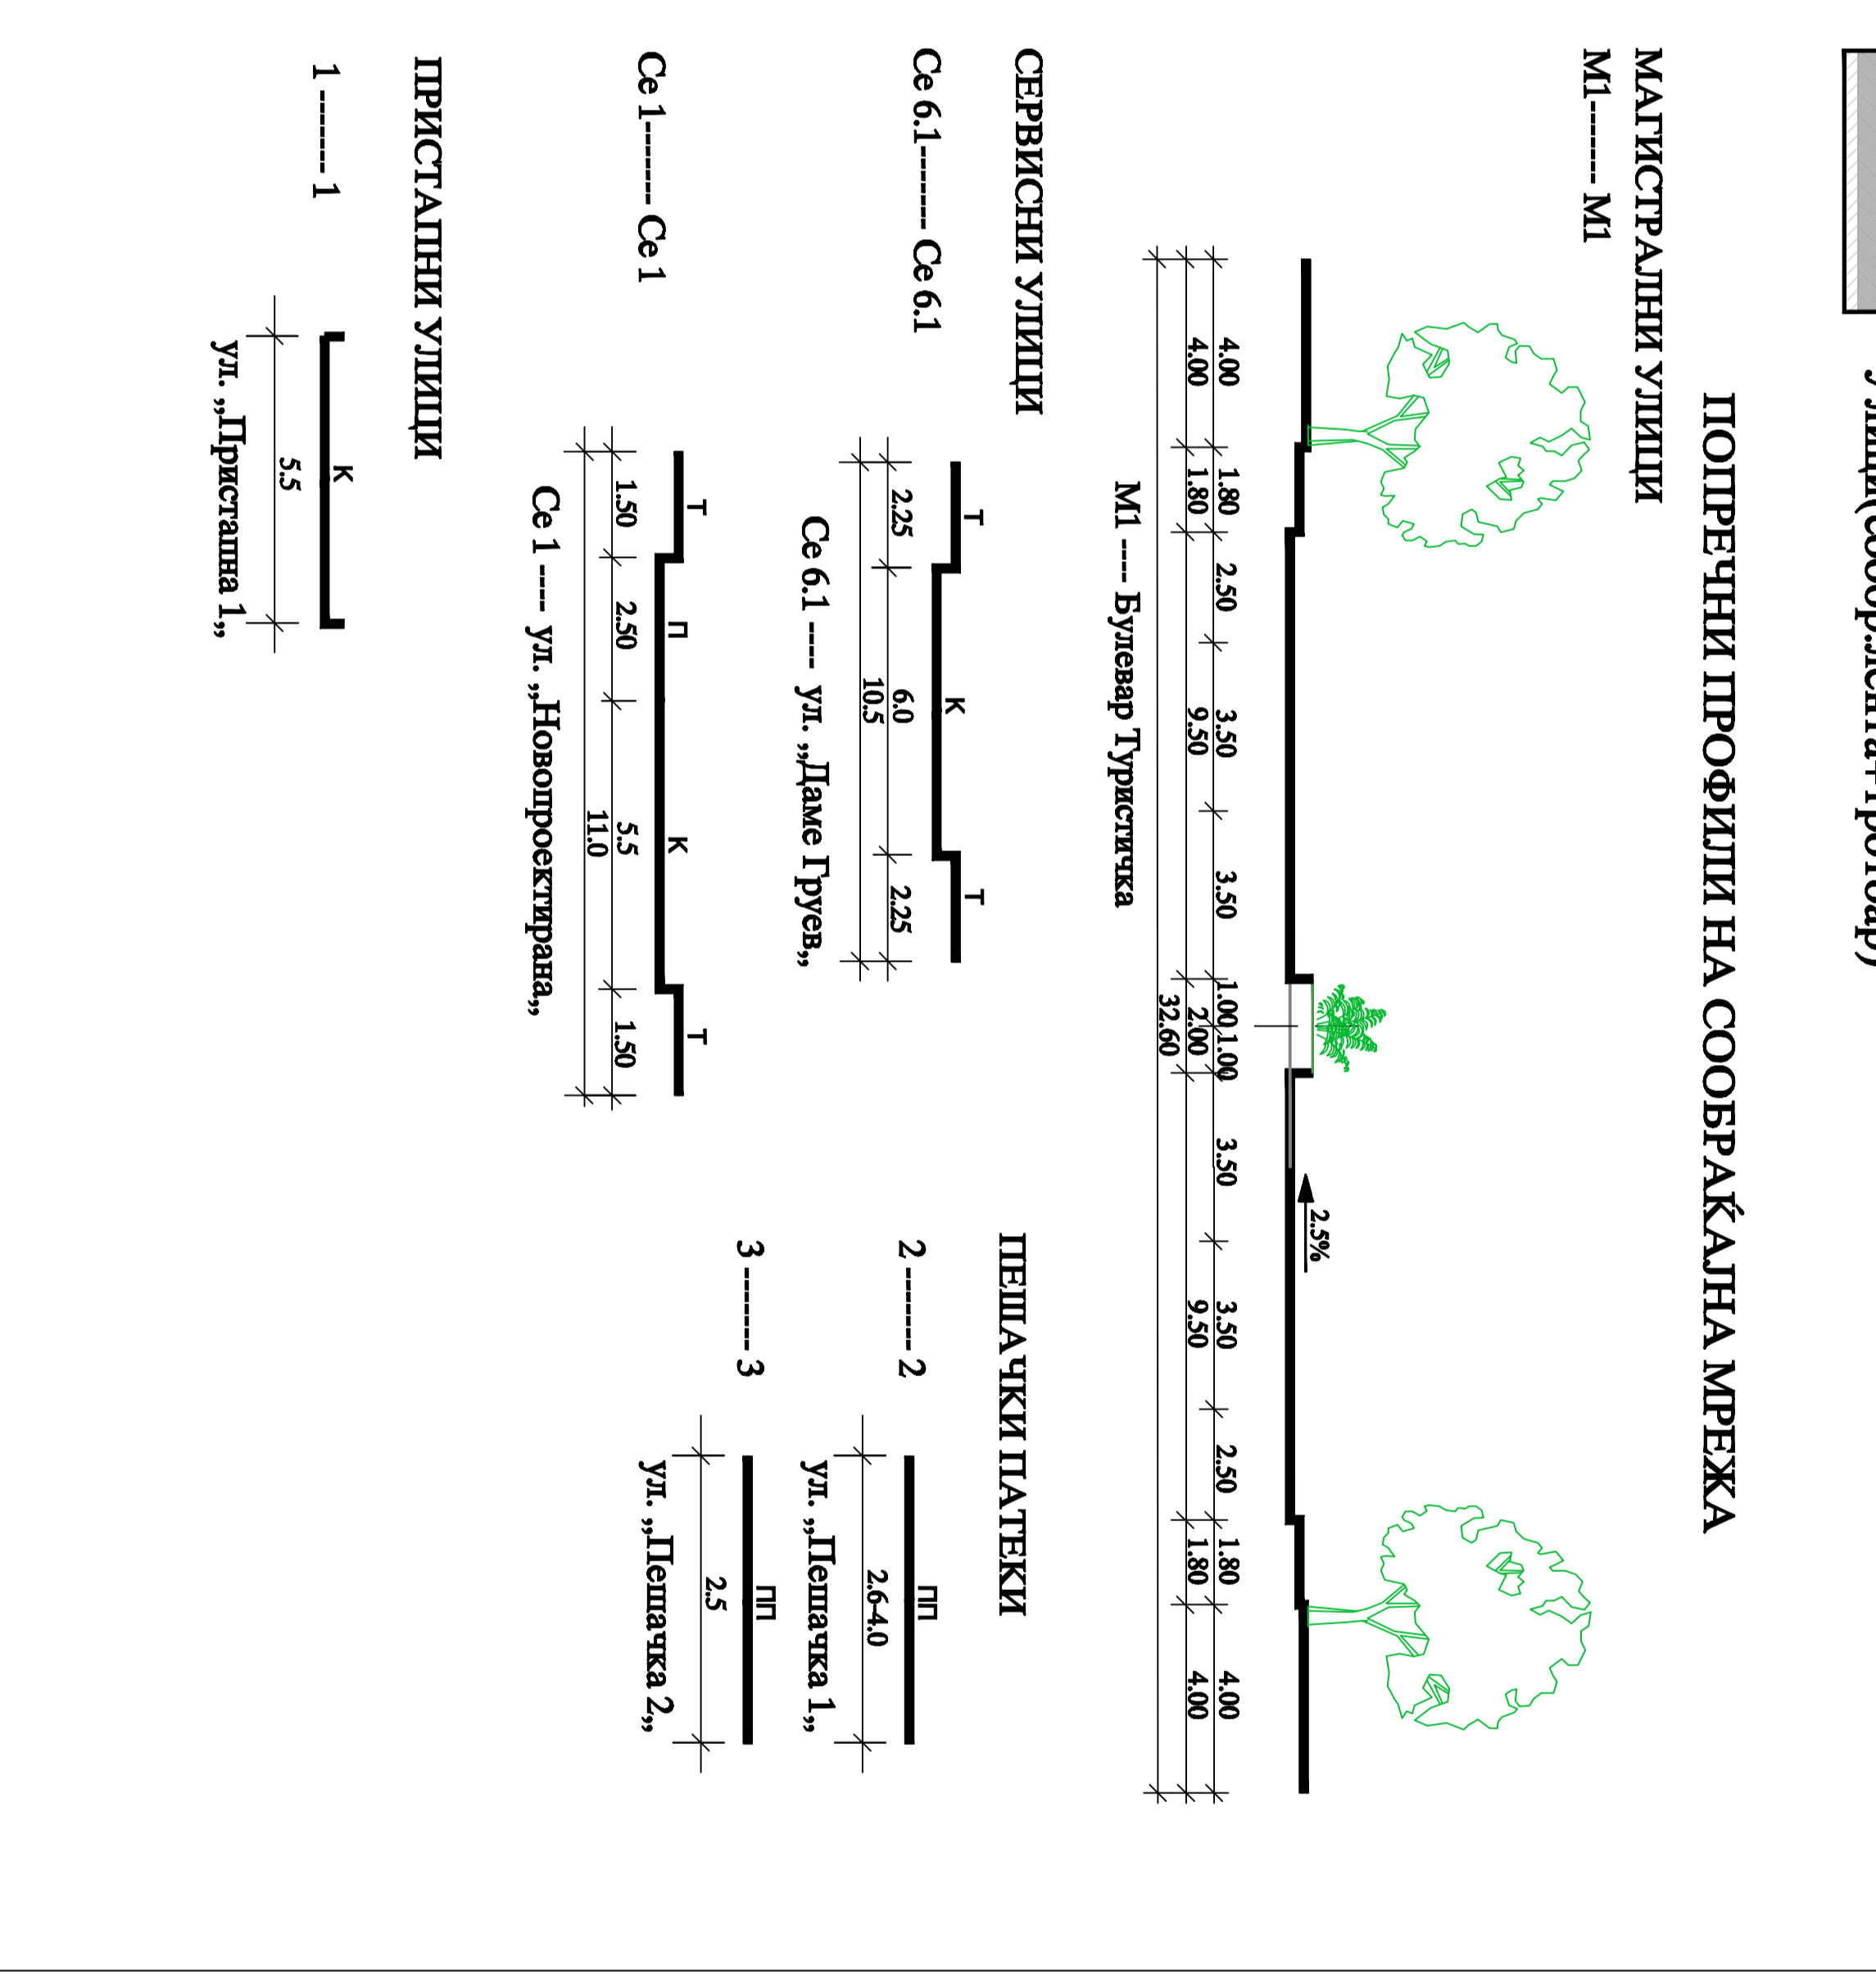 Улици(сообр.лента+тротоар)
ПОПРЕЧНИ ПРОФИЛИ НА СООБРАЌАЈНА МРЕЖА
МАГИСТРАЛНИ УЛИЦИ
М1------- М1
2.5%
4.00 1.80 2.50 3.50 3.50 1.00 1.00 3.50 3.50 2.50 1.80 4.00
4.00 1.80 9.50 2.00 9.50 1.80 4.00
32.60
М1 ---- Булевар Туристичка
СЕРВИСНИ УЛИЦИ
Се 6.1------- Се 6.1
Т К Т
2.25 6.0 2.25
10.5
Се 6.1 ---- ул. „Даме Груев„
Се 1------- Се 1
Т П К Т
1.50 2.50 5.5 1.50
11.0
Се 1 ---- ул. „Новопроектирана„
ПЕШАЧКИ ПАТЕКИ
2 ------- 2
ПП
2.6-4.0
ул. „Пешачка 1„
3 ------- 3
ПП
2.5
ул. „Пешачка 2„
ПРИСТАПНИ УЛИЦИ
1 ------- 1
К
5.5
ул. „Пристапна 1„